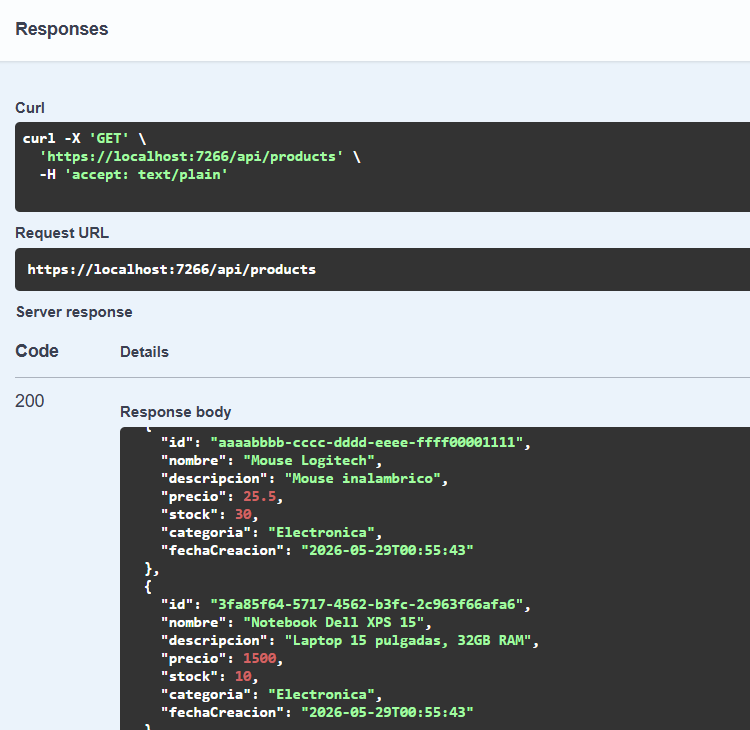 Responses
Curl
curl -X 'GET' \
  'https://localhost:7266/api/products' \
  -H 'accept: text/plain'
Request URL
https://localhost:7266/api/products
Server response
Code Details
200
Response body
{
"id": "aaaabbbb-cccc-dddd-eeee-ffff00001111",
"nombre": "Mouse Logitech",
"descripcion": "Mouse inalambrico",
"precio": 25.5,
"stock": 30,
"categoria": "Electronica",
"fechaCreacion": "2026-05-29T00:55:43"
},
{
"id": "3fa85f64-5717-4562-b3fc-2c963f66afa6",
"nombre": "Notebook Dell XPS 15",
"descripcion": "Laptop 15 pulgadas, 32GB RAM",
"precio": 1500,
"stock": 10,
"categoria": "Electronica",
"fechaCreacion": "2026-05-29T00:55:43"
}